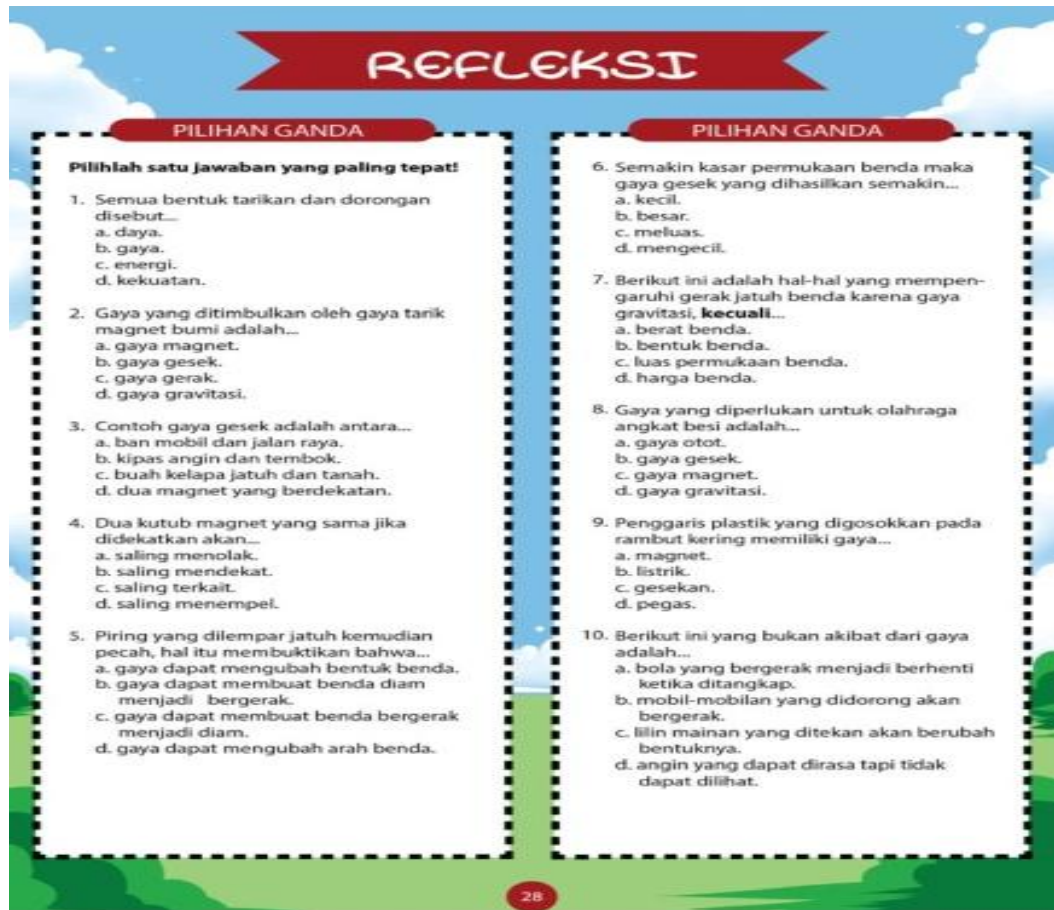 REFLEKSI
PILIHAN GANDA
Pilihlah satu jawaban yang paling tepat!
1. Semua bentuk tarikan dan dorongan
disebut...
a. daya.
b. gaya.
c. energi.
d. kekuatan.
2. Gaya yang ditimbulkan oleh gaya tarik
magnet bumi adalah...
a. gaya magnet.
b. gaya gesek.
c. gaya gerak.
d. gaya gravitasi.
3. Contoh gaya gesek adalah antara...
a. ban mobil dan jalan raya.
b. kipas angin dan tembok.
c. buah kelapa jatuh dan tanah.
d. dua magnet yang berdekatan.
4. Dua kutub magnet yang sama jika
didekatkan akan...
a. saling menolak.
b. saling mendekat.
c. saling terkait.
d. saling menempel.
5. Piring yang dilempar jatuh kemudian
pecah, hal itu membuktikan bahwa...
a. gaya dapat mengubah bentuk benda.
b. gaya dapat membuat benda diam
menjadi bergerak.
c. gaya dapat membuat benda bergerak
menjadi diam.
d. gaya dapat mengubah arah benda.
PILIHAN GANDA
6. Semakin kasar permukaan benda maka
gaya gesek yang dihasilkan semakin...
a. kecil.
b. besar.
c. meluas.
d. mengecil.
7. Berikut ini adalah hal-hal yang mempen-
garuhi gerak jatuh benda karena gaya
gravitasi, kecuali...
a. berat benda.
b. bentuk benda.
c. luas permukaan benda.
d. harga benda.
8. Gaya yang diperlukan untuk olahraga
angkat besi adalah...
a. gaya otot.
b. gaya gesek.
c. gaya magnet.
d. gaya gravitasi.
9. Penggaris plastik yang digosokkan pada
rambut kering memiliki gaya...
a. magnet.
b. listrik.
c. gesekan.
d. pegas.
10. Berikut ini yang bukan akibat dari gaya
adalah...
a. bola yang bergerak menjadi berhenti
ketika ditangkap.
b. mobil-mobilan yang didorong akan
bergerak.
c. lilin mainan yang ditekan akan berubah
bentuknya.
d. angin yang dapat dirasa tapi tidak
dapat dilihat.
28